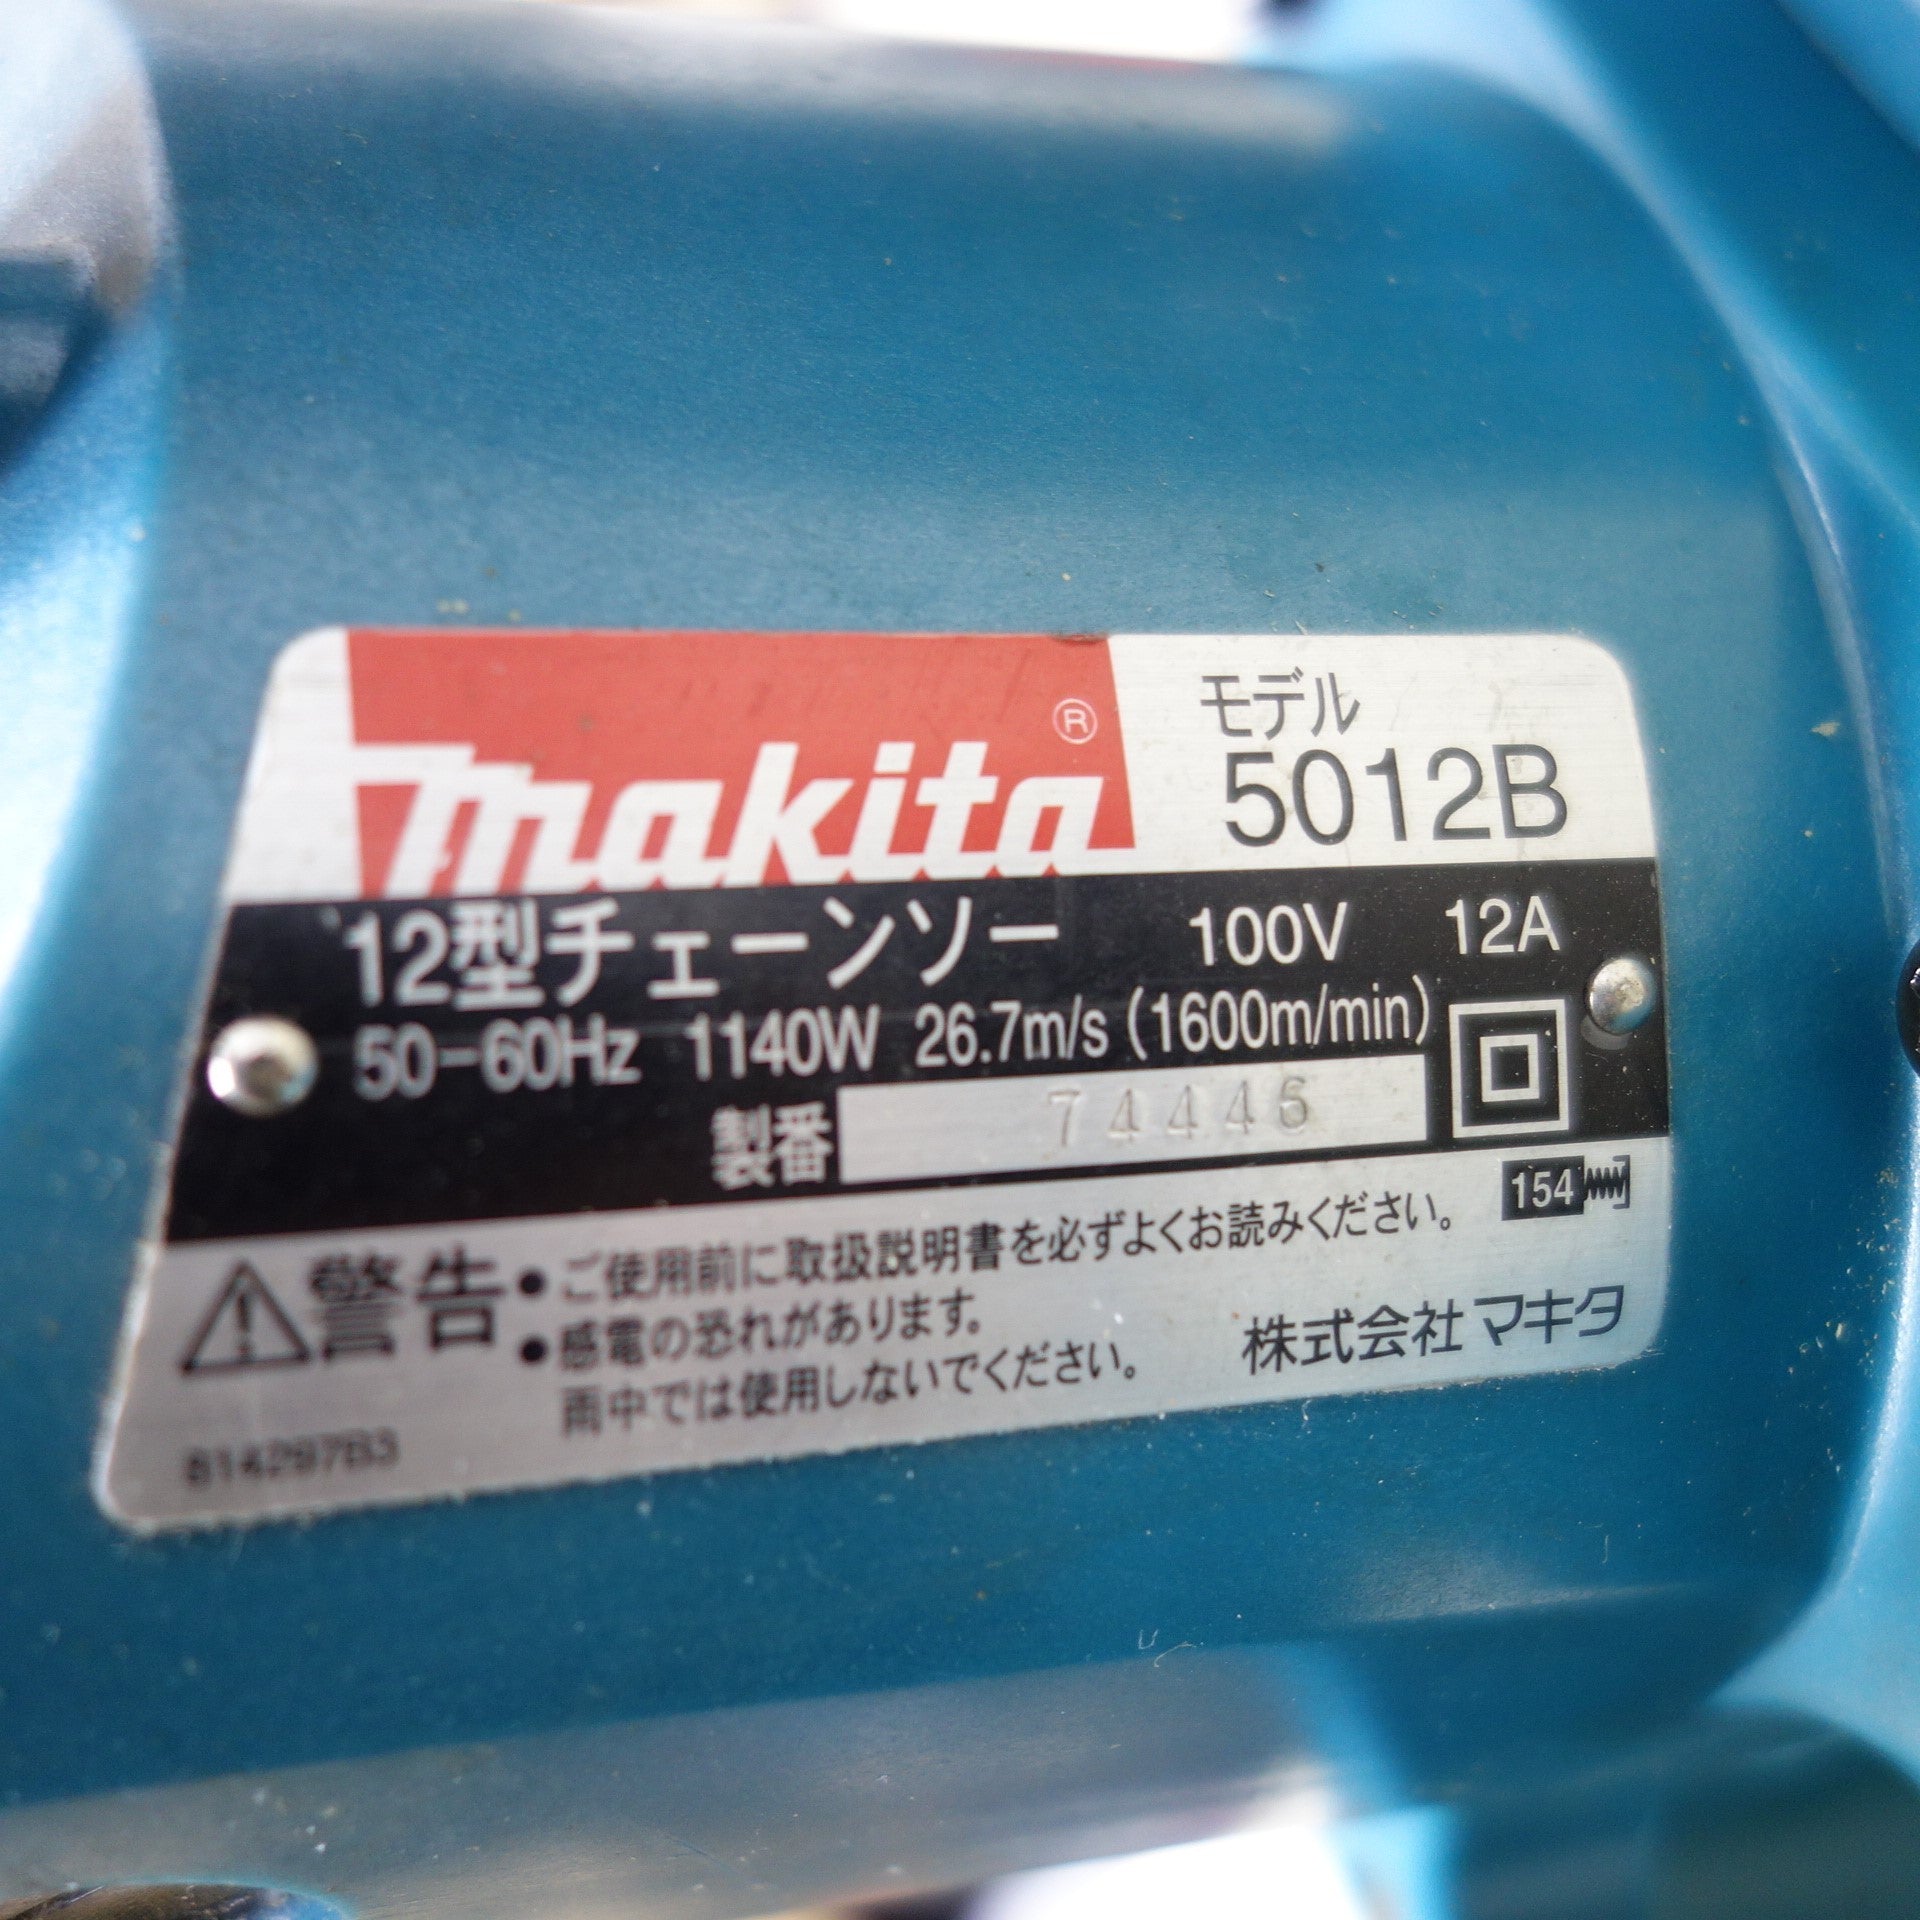 makita®
モデル
5012B
12型チェーンソー 100V 12A
50-60Hz 1140W 26.7m/s (1600m/min)
製番 74446
154
警告 ●ご使用前に取扱説明書を必ずよくお読みください。
●感電の恐れがあります。
雨中では使用しないでください。
株式会社マキタ
814297B3